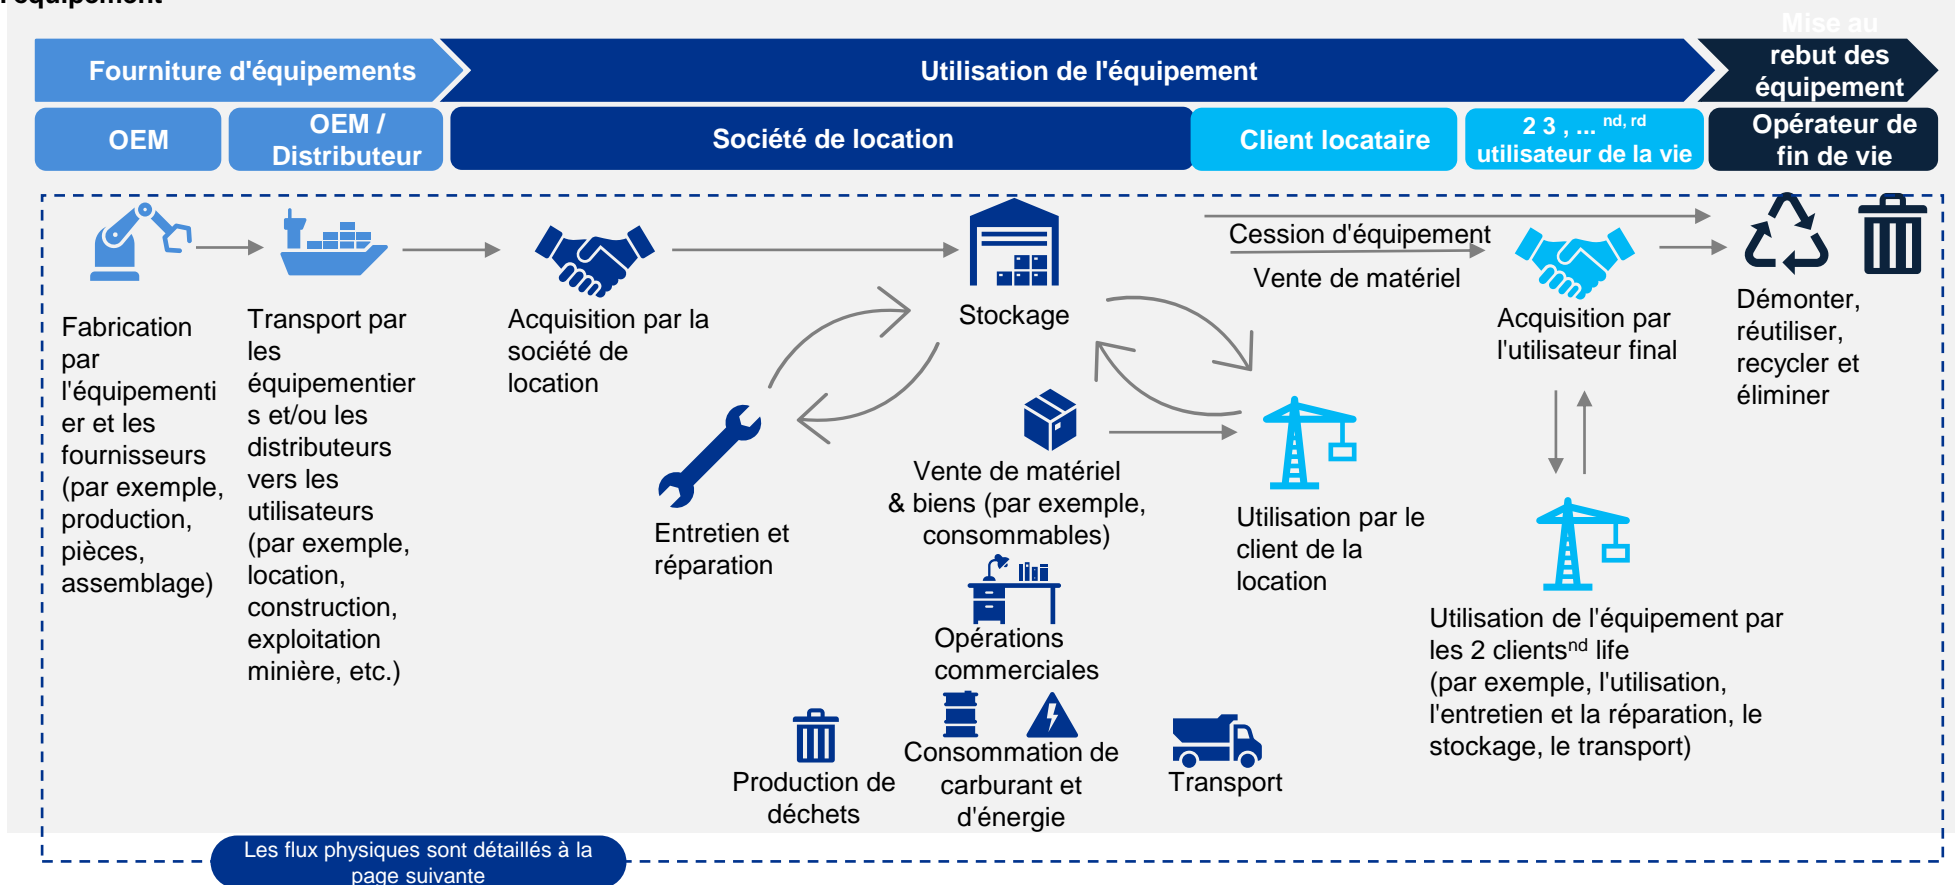 l'équipement
Mise au
rebut des
équipement
Fourniture d'équipements
Utilisation de l'équipement
OEM
OEM /
Distributeur
Société de location
Client locataire
2 3 , ... nd, rd
utilisateur de la vie
Opérateur de
fin de vie
Fabrication
par
l'équipementi
er et les
fournisseurs
(par exemple,
production,
pièces,
assemblage)
Transport par
les
équipementier
s et/ou les
distributeurs
vers les
utilisateurs
(par exemple,
location,
construction,
exploitation
minière, etc.)
Acquisition par la
société de
location
Stockage
Cession d'équipement
Vente de matériel
Acquisition par
l'utilisateur final
Démonter,
réutiliser,
recycler et
éliminer
Entretien et
réparation
Vente de matériel
& biens (par exemple,
consommables)
Utilisation par le
client de la
location
Opérations
commerciales
Utilisation de l'équipement par
les 2 clientsnd life
(par exemple, l'utilisation,
l'entretien et la réparation, le
stockage, le transport)
Production de
déchets
Consommation de
carburant et
d'énergie
Transport
Les flux physiques sont détaillés à la
page suivante